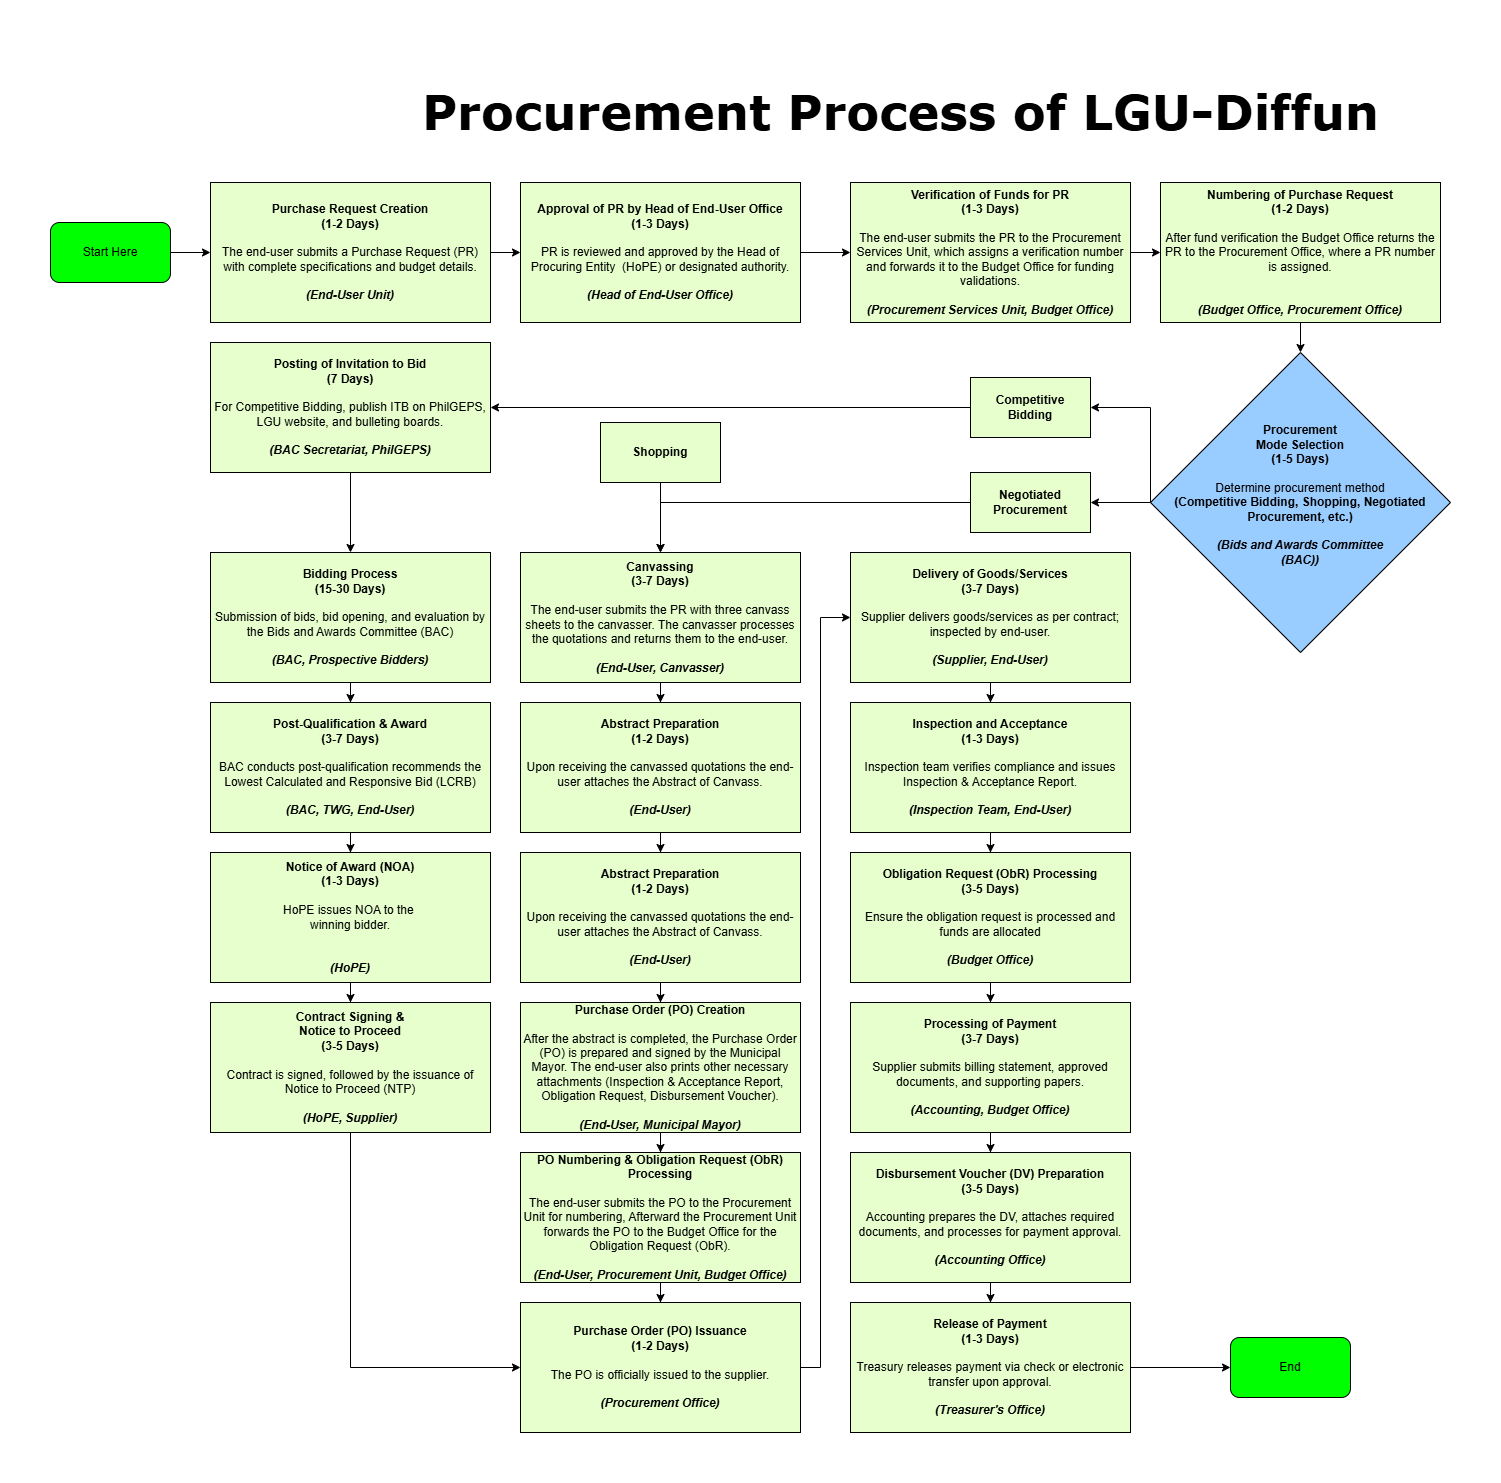 Procurement Process of LGU-Diffun
Start Here
Purchase Request Creation
(1-2 Days)
The end-user submits a Purchase Request (PR)
with complete specifications and budget details.
(End-User Unit)
Approval of PR by Head of End-User Office
(1-3 Days)
PR is reviewed and approved by the Head of
Procuring Entity (HoPE) or designated authority.
(Head of End-User Office)
Verification of Funds for PR
(1-3 Days)
The end-user submits the PR to the Procurement
Services Unit, which assigns a verification number
and forwards it to the Budget Office for funding
validations.
(Procurement Services Unit, Budget Office)
Numbering of Purchase Request
(1-2 Days)
After fund verification the Budget Office returns the
PR to the Procurement Office, where a PR number
is assigned.
(Budget Office, Procurement Office)
Procurement
Mode Selection
(1-5 Days)
Determine procurement method
(Competitive Bidding, Shopping, Negotiated
Procurement, etc.)
(Bids and Awards Committee
(BAC))
Competitive
Bidding
Negotiated
Procurement
Shopping
Posting of Invitation to Bid
(7 Days)
For Competitive Bidding, publish ITB on PhilGEPS,
LGU website, and bulleting boards.
(BAC Secretariat, PhilGEPS)
Bidding Process
(15-30 Days)
Submission of bids, bid opening, and evaluation by
the Bids and Awards Committee (BAC)
(BAC, Prospective Bidders)
Post-Qualification & Award
(3-7 Days)
BAC conducts post-qualification recommends the
Lowest Calculated and Responsive Bid (LCRB)
(BAC, TWG, End-User)
Notice of Award (NOA)
(1-3 Days)
HoPE issues NOA to the
winning bidder.
(HoPE)
Contract Signing &
Notice to Proceed
(3-5 Days)
Contract is signed, followed by the issuance of
Notice to Proceed (NTP)
(HoPE, Supplier)
Canvassing
(3-7 Days)
The end-user submits the PR with three canvass
sheets to the canvasser. The canvasser processes
the quotations and returns them to the end-user.
(End-User, Canvasser)
Abstract Preparation
(1-2 Days)
Upon receiving the canvassed quotations the end-
user attaches the Abstract of Canvass.
(End-User)
Abstract Preparation
(1-2 Days)
Upon receiving the canvassed quotations the end-
user attaches the Abstract of Canvass.
(End-User)
Purchase Order (PO) Creation
After the abstract is completed, the Purchase Order
(PO) is prepared and signed by the Municipal
Mayor. The end-user also prints other necessary
attachments (Inspection & Acceptance Report,
Obligation Request, Disbursement Voucher).
(End-User, Municipal Mayor)
PO Numbering & Obligation Request (ObR)
Processing
The end-user submits the PO to the Procurement
Unit for numbering, Afterward the Procurement Unit
forwards the PO to the Budget Office for the
Obligation Request (ObR).
(End-User, Procurement Unit, Budget Office)
Purchase Order (PO) Issuance
(1-2 Days)
The PO is officially issued to the supplier.
(Procurement Office)
Delivery of Goods/Services
(3-7 Days)
Supplier delivers goods/services as per contract;
inspected by end-user.
(Supplier, End-User)
Inspection and Acceptance
(1-3 Days)
Inspection team verifies compliance and issues
Inspection & Acceptance Report.
(Inspection Team, End-User)
Obligation Request (ObR) Processing
(3-5 Days)
Ensure the obligation request is processed and
funds are allocated
(Budget Office)
Processing of Payment
(3-7 Days)
Supplier submits billing statement, approved
documents, and supporting papers.
(Accounting, Budget Office)
Disbursement Voucher (DV) Preparation
(3-5 Days)
Accounting prepares the DV, attaches required
documents, and processes for payment approval.
(Accounting Office)
Release of Payment
(1-3 Days)
Treasury releases payment via check or electronic
transfer upon approval.
(Treasurer's Office)
End